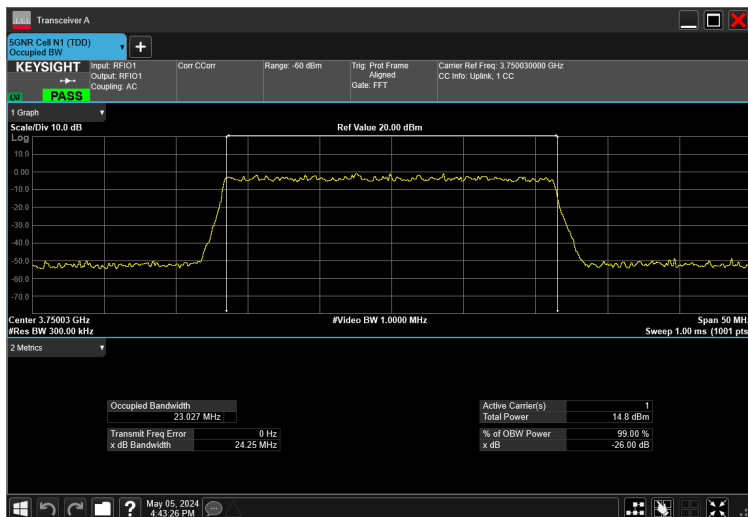 Transceiver A
5GNR Cell N1 (TDD)
Occupied BW
KEYSIGHT
LXI
PASS
Input: RFIO1
Output: RFIO1
Coupling: AC
Corr CCorr
Range: -60 dBm
Trig: Prot Frame
Aligned
Gate: FFT
Carrier Ref Freq: 3.750030000 GHz
CC Info: Uplink, 1 CC
1 Graph
Scale/Div 10.0 dB
Ref Value 20.00 dBm
Log
10.0
0.00
-10.0
-20.0
-30.0
-40.0
-50.0
-60.0
-70.0
Center 3.75003 GHz
#Video BW 1.0000 MHz
Span 50 MH
#Res BW 300.00 kHz
Sweep 1.00 ms (1001 pts
2 Metrics
Occupied Bandwidth
23.027 MHz
Transmit Freq Error 0 Hz
x dB Bandwidth 24.25 MHz
Active Carrier(s) 1
Total Power 14.8 dBm
% of OBW Power 99.00 %
x dB -26.00 dB
May 05, 2024
4:43:26 PM